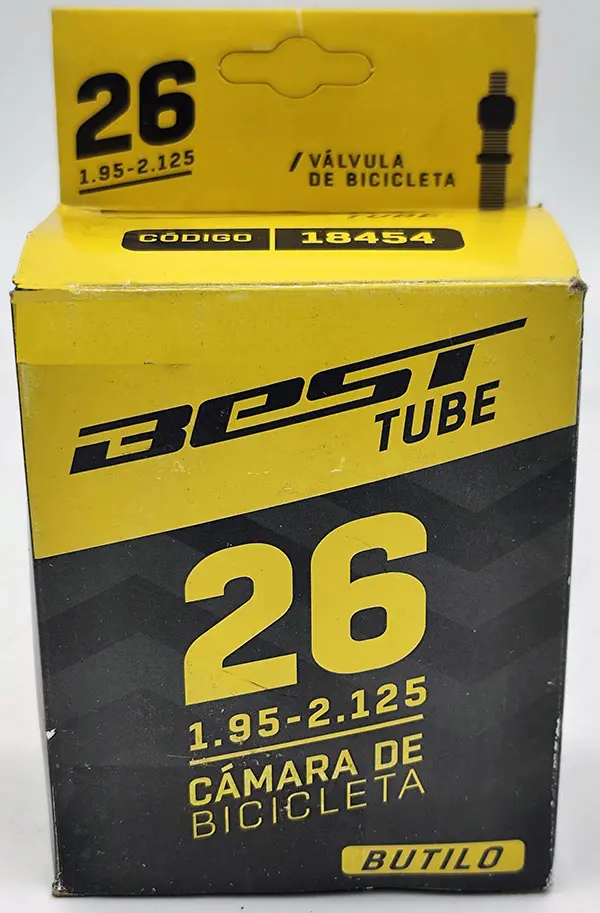 26
1.95-2.125
/ VÁLVULA
DE BICICLETA
TUBE
CÓDIGO | 18454
BEST
TUBE
26
1.95-2.125
CÁMARA DE
BICICLETA
BUTILO